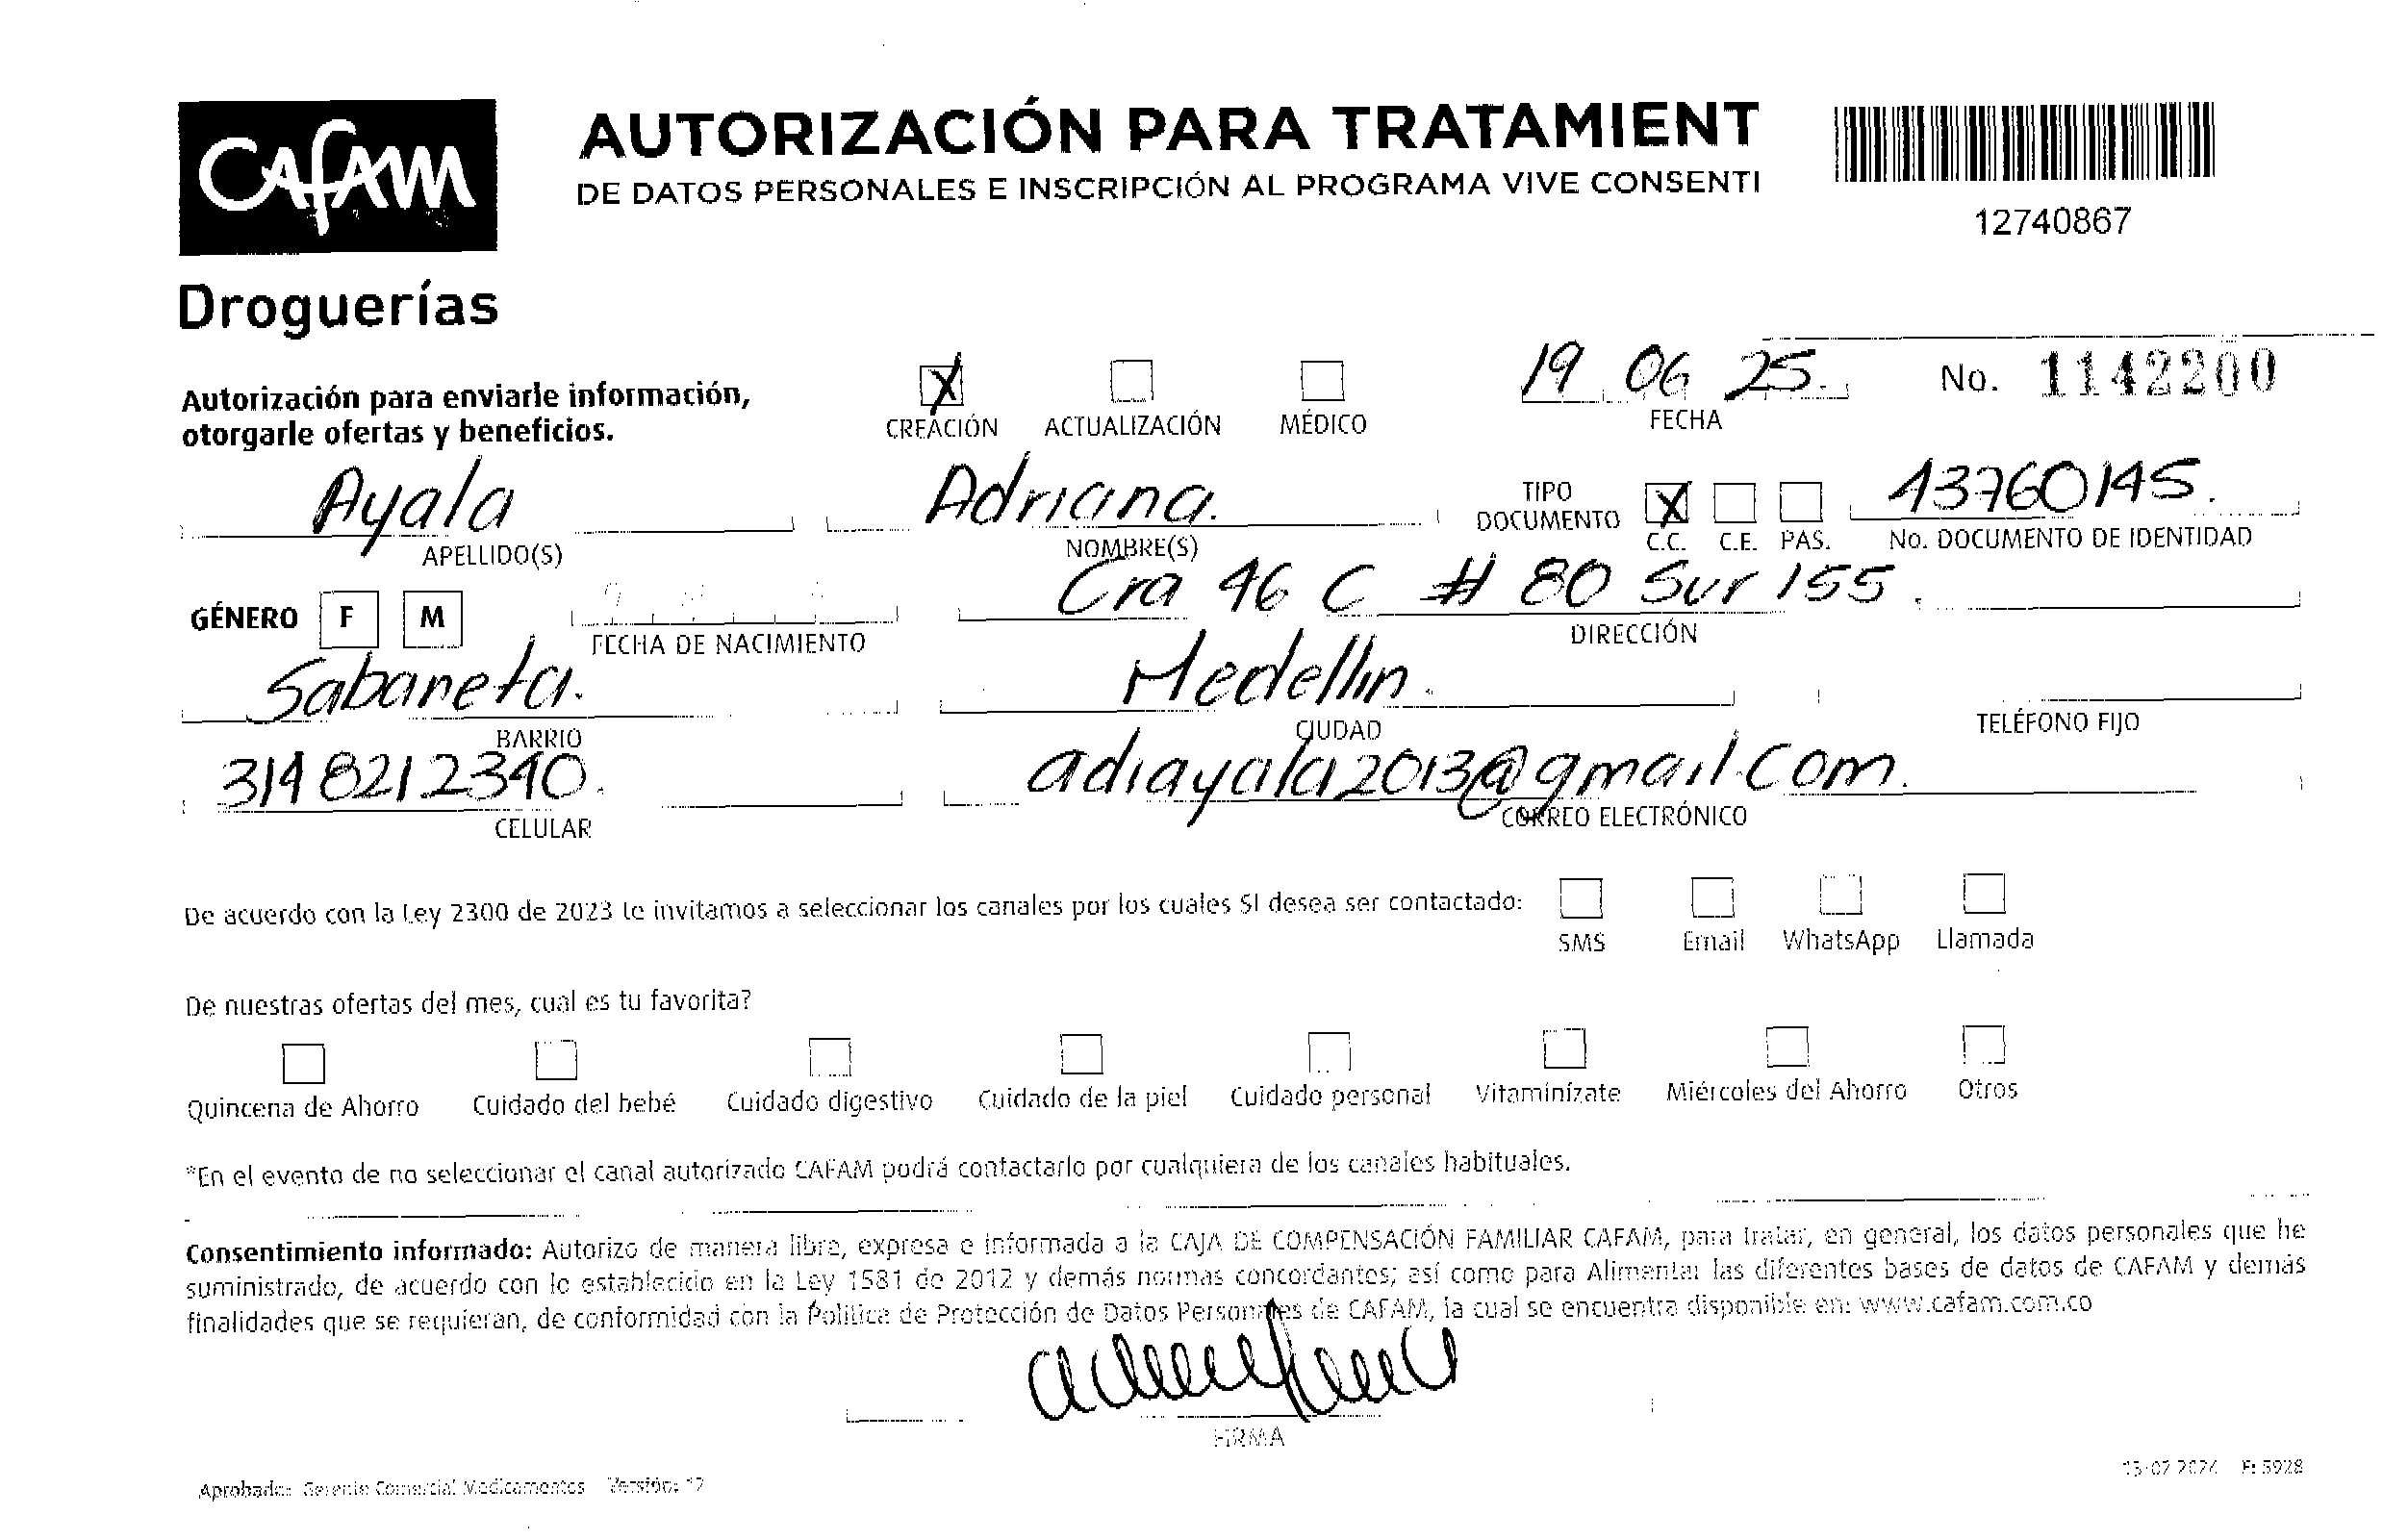 Cafam
Droguerías
AUTORIZACIÓN PARA TRATAMIENT
DE DATOS PERSONALES E INSCRIPCIÓN AL PROGRAMA VIVE CONSENTI
12740867
Autorización para enviarle información,
otorgarle ofertas y beneficios.
X
CREACIÓN ACTUALIZACIÓN MÉDICO
19 06 25.
FECHA
No. 1142200
Ayala Adriana. TIPO DOCUMENTO X 43760145.
APELLIDO(S) NOMBRE(S) C.C. C.E. PAS. No. DOCUMENTO DE IDENTIDAD
GÉNERO F M Cra 46 C # 80 Sur 155.
FECHA DE NACIMIENTO DIRECCIÓN
Sabaneta. Medellin.
BARRIO CIUDAD TELÉFONO FIJO
3148212340. adiayala2013@gmail.com.
CELULAR CORREO ELECTRÓNICO
De acuerdo con la Ley 2300 de 2023 te invitamos a seleccionar los canales por los cuales SI desea ser contactado:
SMS Email WhatsApp Llamada
De nuestras ofertas del mes, cual es tu favorita?
Quincena de Ahorro Cuidado del bebé Cuidado digestivo Cuidado de la piel Cuidado personal Vitaminízate Miércoles del Ahorro Otros
*En el evento de no seleccionar el canal autorizado CAFAM podrá contactarlo por cualquiera de los canales habituales.
Consentimiento informado: Autorizo de manera libre, expresa e informada a la CAJA DE COMPENSACIÓN FAMILIAR CAFAM, para tratar, en general, los datos personales que he
suministrado, de acuerdo con lo establecido en la Ley 1581 de 2012 y demás normas concordantes; así como para Alimentar las diferentes bases de datos de CAFAM y demás
finalidades que se requieran, de conformidad con la Política de Protección de Datos Personales de CAFAM, la cual se encuentra disponible en: www.cafam.com.co
FIRMA
Aprobado: Gerente Comercial Medicamentos Versión: 12
F: 5928